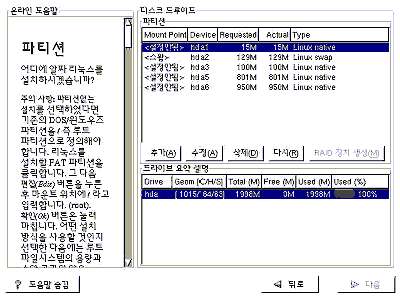 온라인 도움말
파티션
어디에 알짜 리눅스를
설치하시겠습니까?
주의 사항: 파티션없는
설치를 선택하였다면
기존의 DOS/윈도우즈
파티션을 / 즉 루트
파티션으로 정의해야
합니다. 리눅스를
설치할 FAT 파티션을
클릭합니다. 그 다음
편집(Edit) 버튼을 누른
후 마운트 위치에 / 라고
입력합니다. (root).
확인(Ok) 버튼은 눌러
마칩니다. 어떤 설치
방식을 사용할 것인지
선택한 다음에는 루트
파일시스템의 용량과
디스크 드루이드
파티션
Mount Point Device Requested Actual Type
<설정안됨> hda1 15M 15M Linux native
<스왑> hda2 129M 129M Linux swap
<설정안됨> hda3 100M 100M Linux native
<설정안됨> hda5 801M 801M Linux native
<설정안됨> hda6 950M 950M Linux native
추가(A) 수정(A) 삭제(D) 다시(R) RAID 장치 생성(M)
드라이브 요약 설명
Drive Geom [C/H/S] Total (M) Free (M) Used (M) Used (%)
hda [1015/ 64/63] 1998M 0M 1998M 100%
도움말 숨김 뒤로 다음